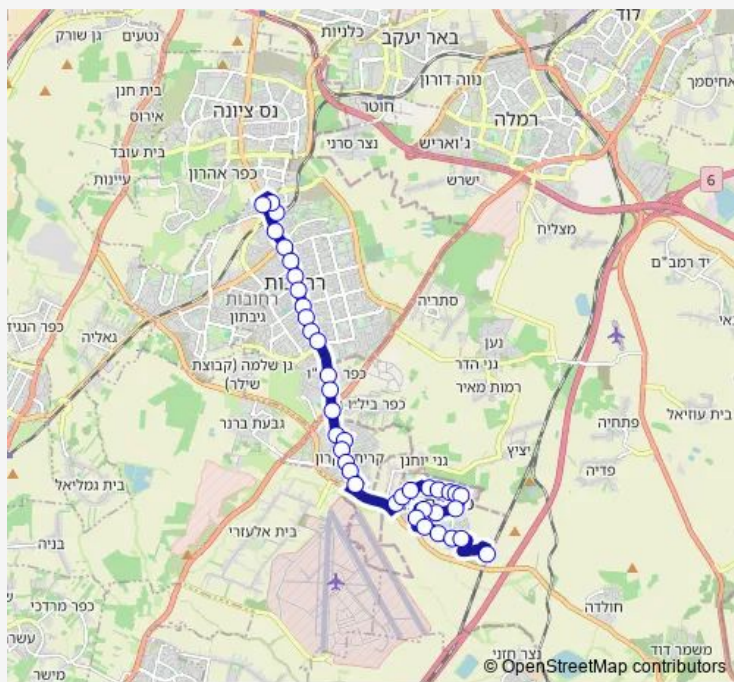 גן שורק
נטעים
כלניות
באר יעקב
לוד
בית חנן
אירוס
נווה דורון
אחיסמך
נס ציונה
חוטר
רמלה
ג'ואריש
נצר סרני
בית עובד
עיינות
כפר אהרון
ישרש
6
מצליח
יד רמב"ם
רחובות
רחובות
גיבתון
סתריה
כפר הנגיד
גאליה
נען
גני הדר
גן שלמה (קבוצת
שילר)
רמות מאיר
כפר ביל"ו
גבעת ברנר
בית עוזיאל
פתחיה
גני יוחנן
יציץ
פדיה
בית גמליאל
בית אלעזרי
בניה
חולדה
כפר מרדכי
משמר דוד
מישר
נצר חזני
© OpenStreetMap contributors